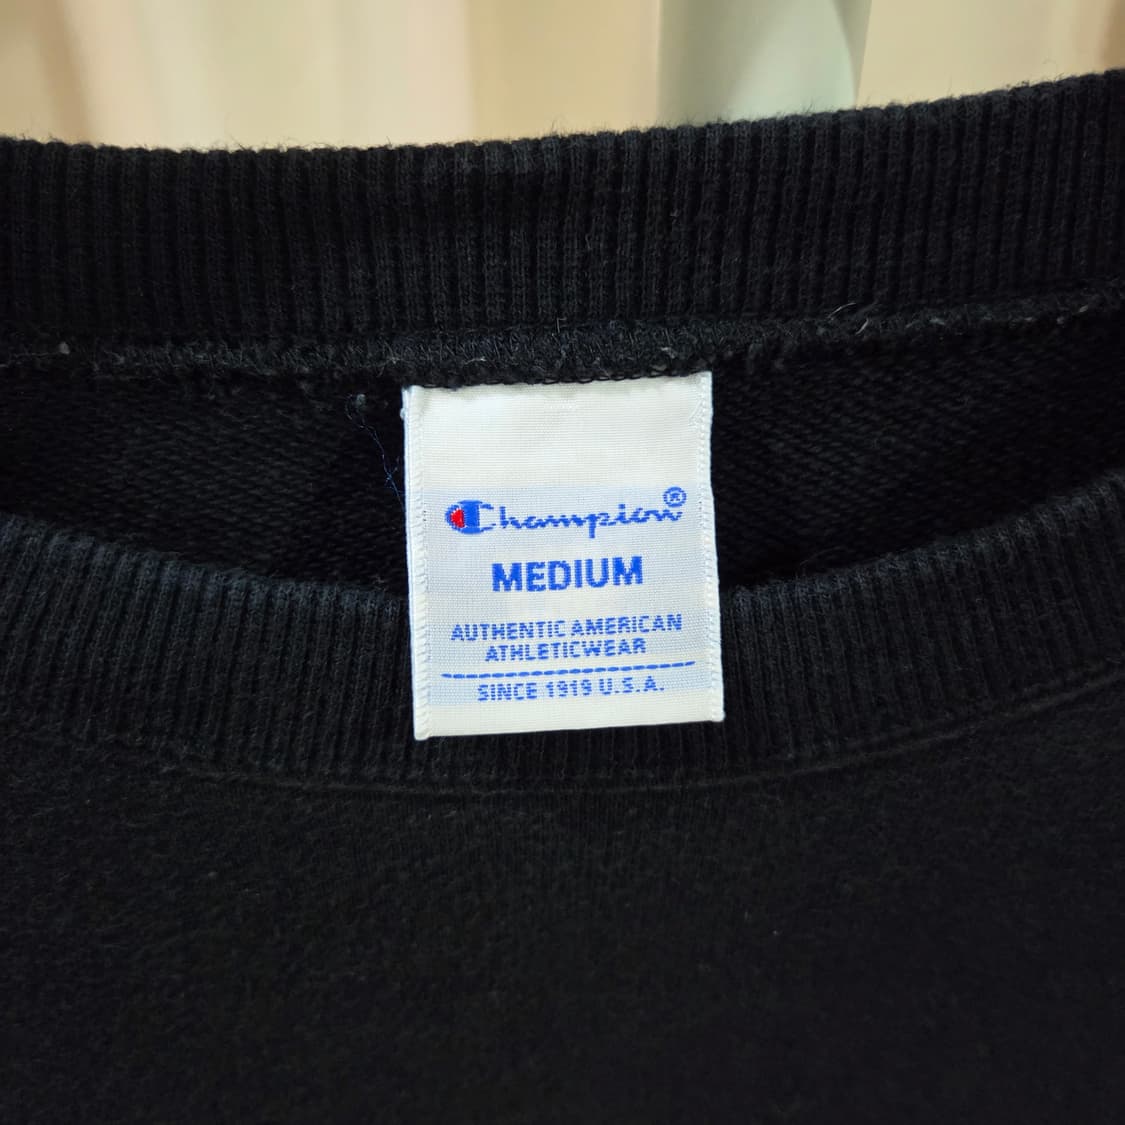 Champion®
MEDIUM
AUTHENTIC AMERICAN
ATHLETICWEAR
SINCE 1919 U.S.A.